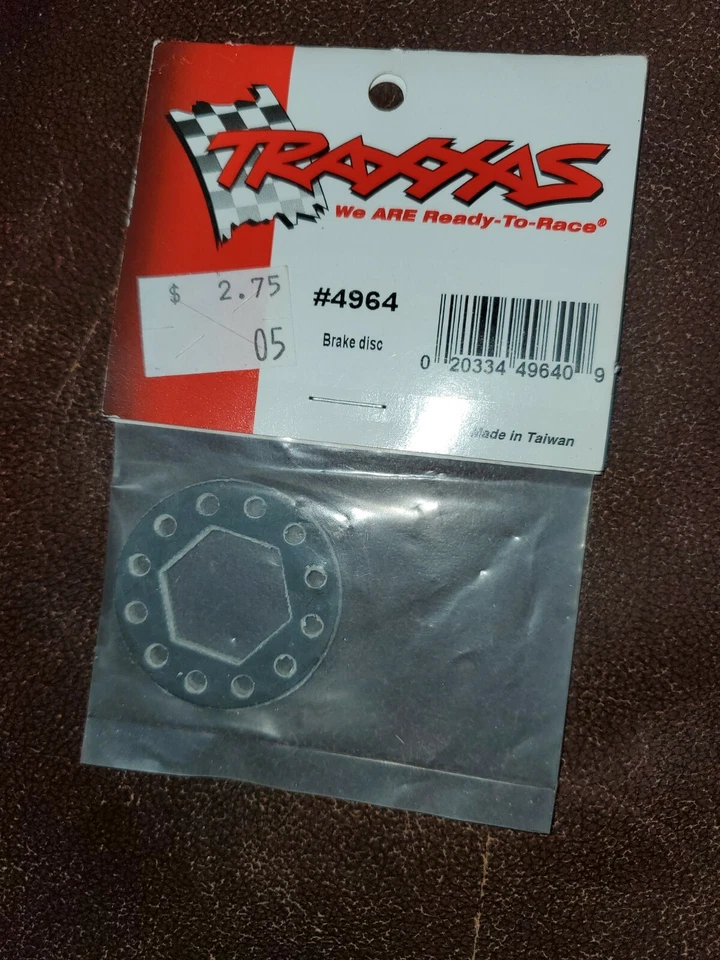 TRAXXAS
We ARE Ready-To-Race®
$ 2.75
05
#4964
Brake disc
0 20334 49640 9
Made in Taiwan